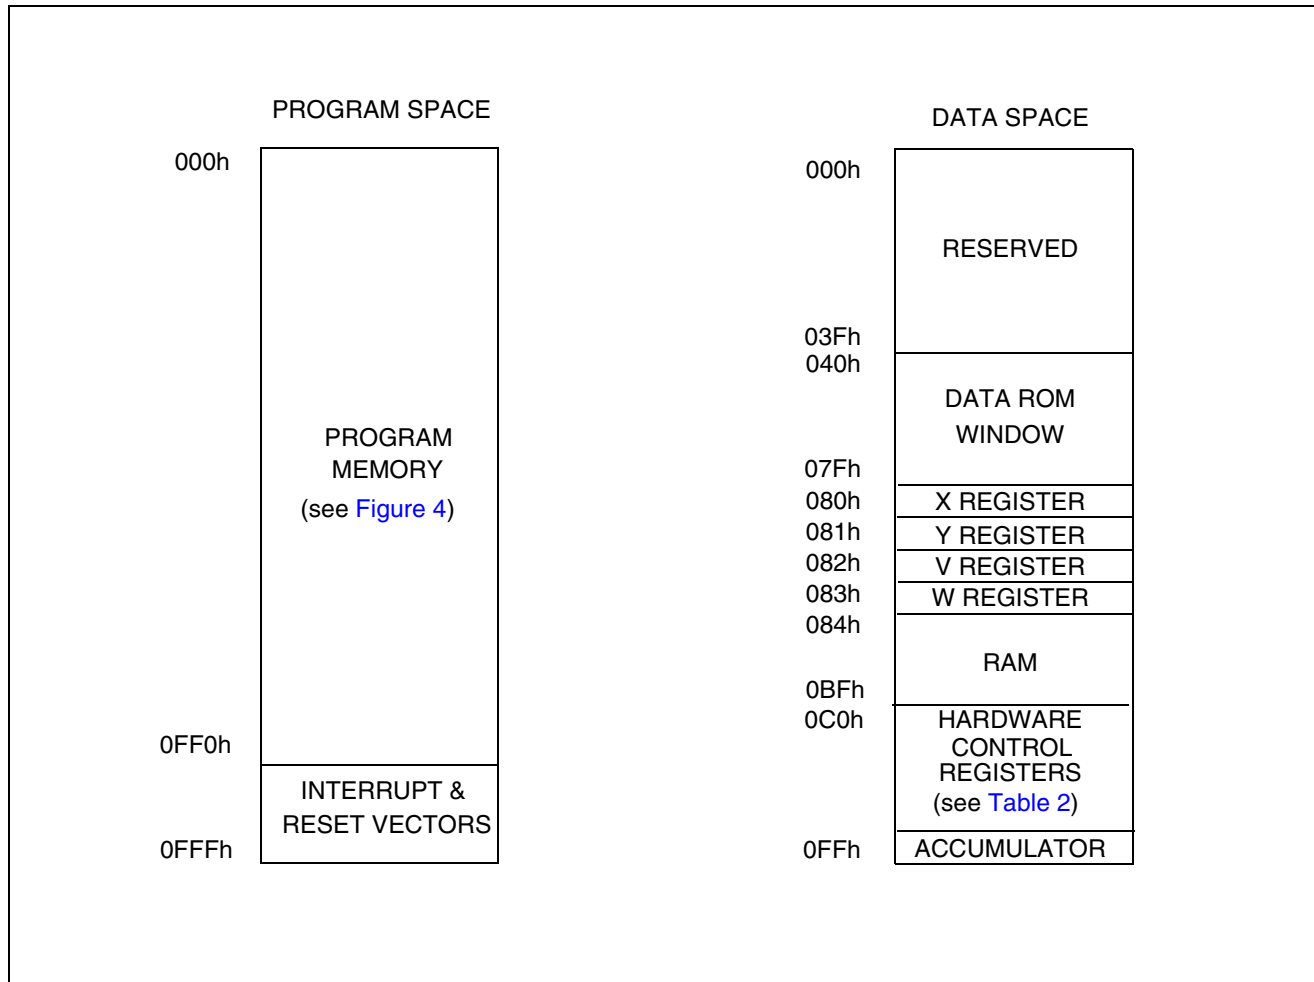 PROGRAM SPACE
000h
PROGRAM
MEMORY
(see Figure 4)
0FF0h
INTERRUPT &
RESET VECTORS
0FFFh
DATA SPACE
000h
RESERVED
03Fh
040h
DATA ROM
WINDOW
07Fh
080h X REGISTER
081h Y REGISTER
082h V REGISTER
083h W REGISTER
084h
RAM
0BFh
0C0h HARDWARE
CONTROL
REGISTERS
(see Table 2)
0FFh ACCUMULATOR